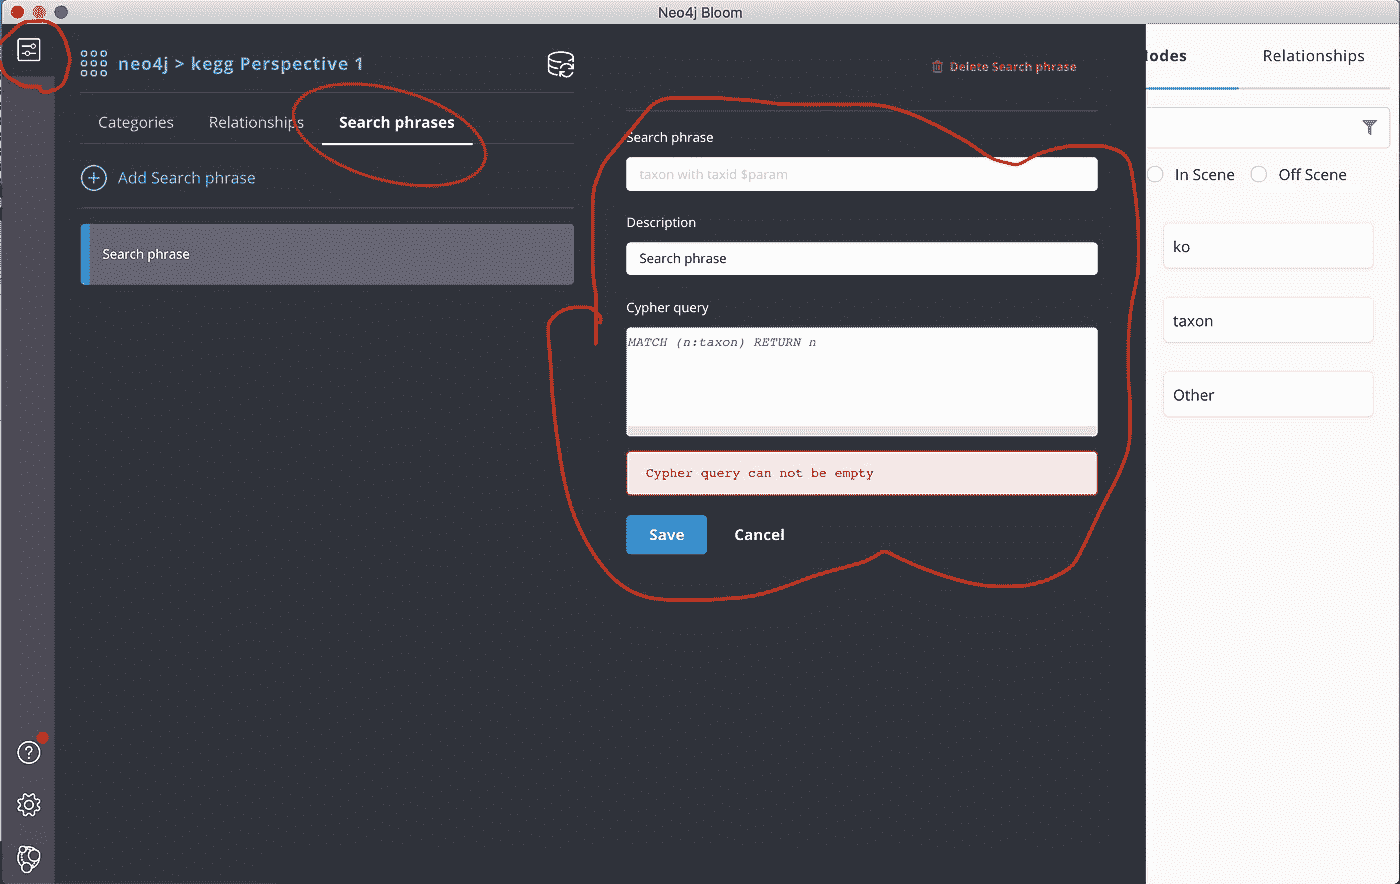 Neo4j Bloom
neo4j > kegg Perspective 1
Delete Search phrase
Categories
Relationships
Search phrases
Add Search phrase
Search phrase
Search phrase
taxon with taxid $param
Description
Search phrase
Cypher query
MATCH (n:taxon) RETURN n
Cypher query can not be empty
Save
Cancel
lodes
Relationships
In Scene
Off Scene
ko
taxon
Other